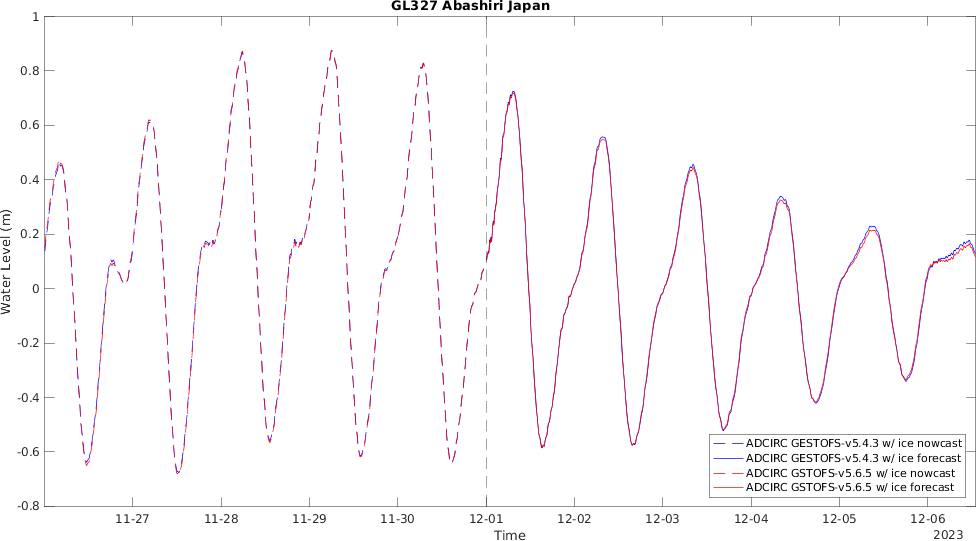 GL327 Abashiri Japan
1
0.8
0.6
0.4
0.2
0
-0.2
-0.4
-0.6
-0.8
Water Level (m)
11-27 11-28 11-29 11-30 12-01 12-02 12-03 12-04 12-05 12-06
Time
2023
ADCIRC GESTOFS-v5.4.3 w/ ice nowcast
ADCIRC GESTOFS-v5.4.3 w/ ice forecast
ADCIRC GSTOFS-v5.6.5 w/ ice nowcast
ADCIRC GSTOFS-v5.6.5 w/ ice forecast